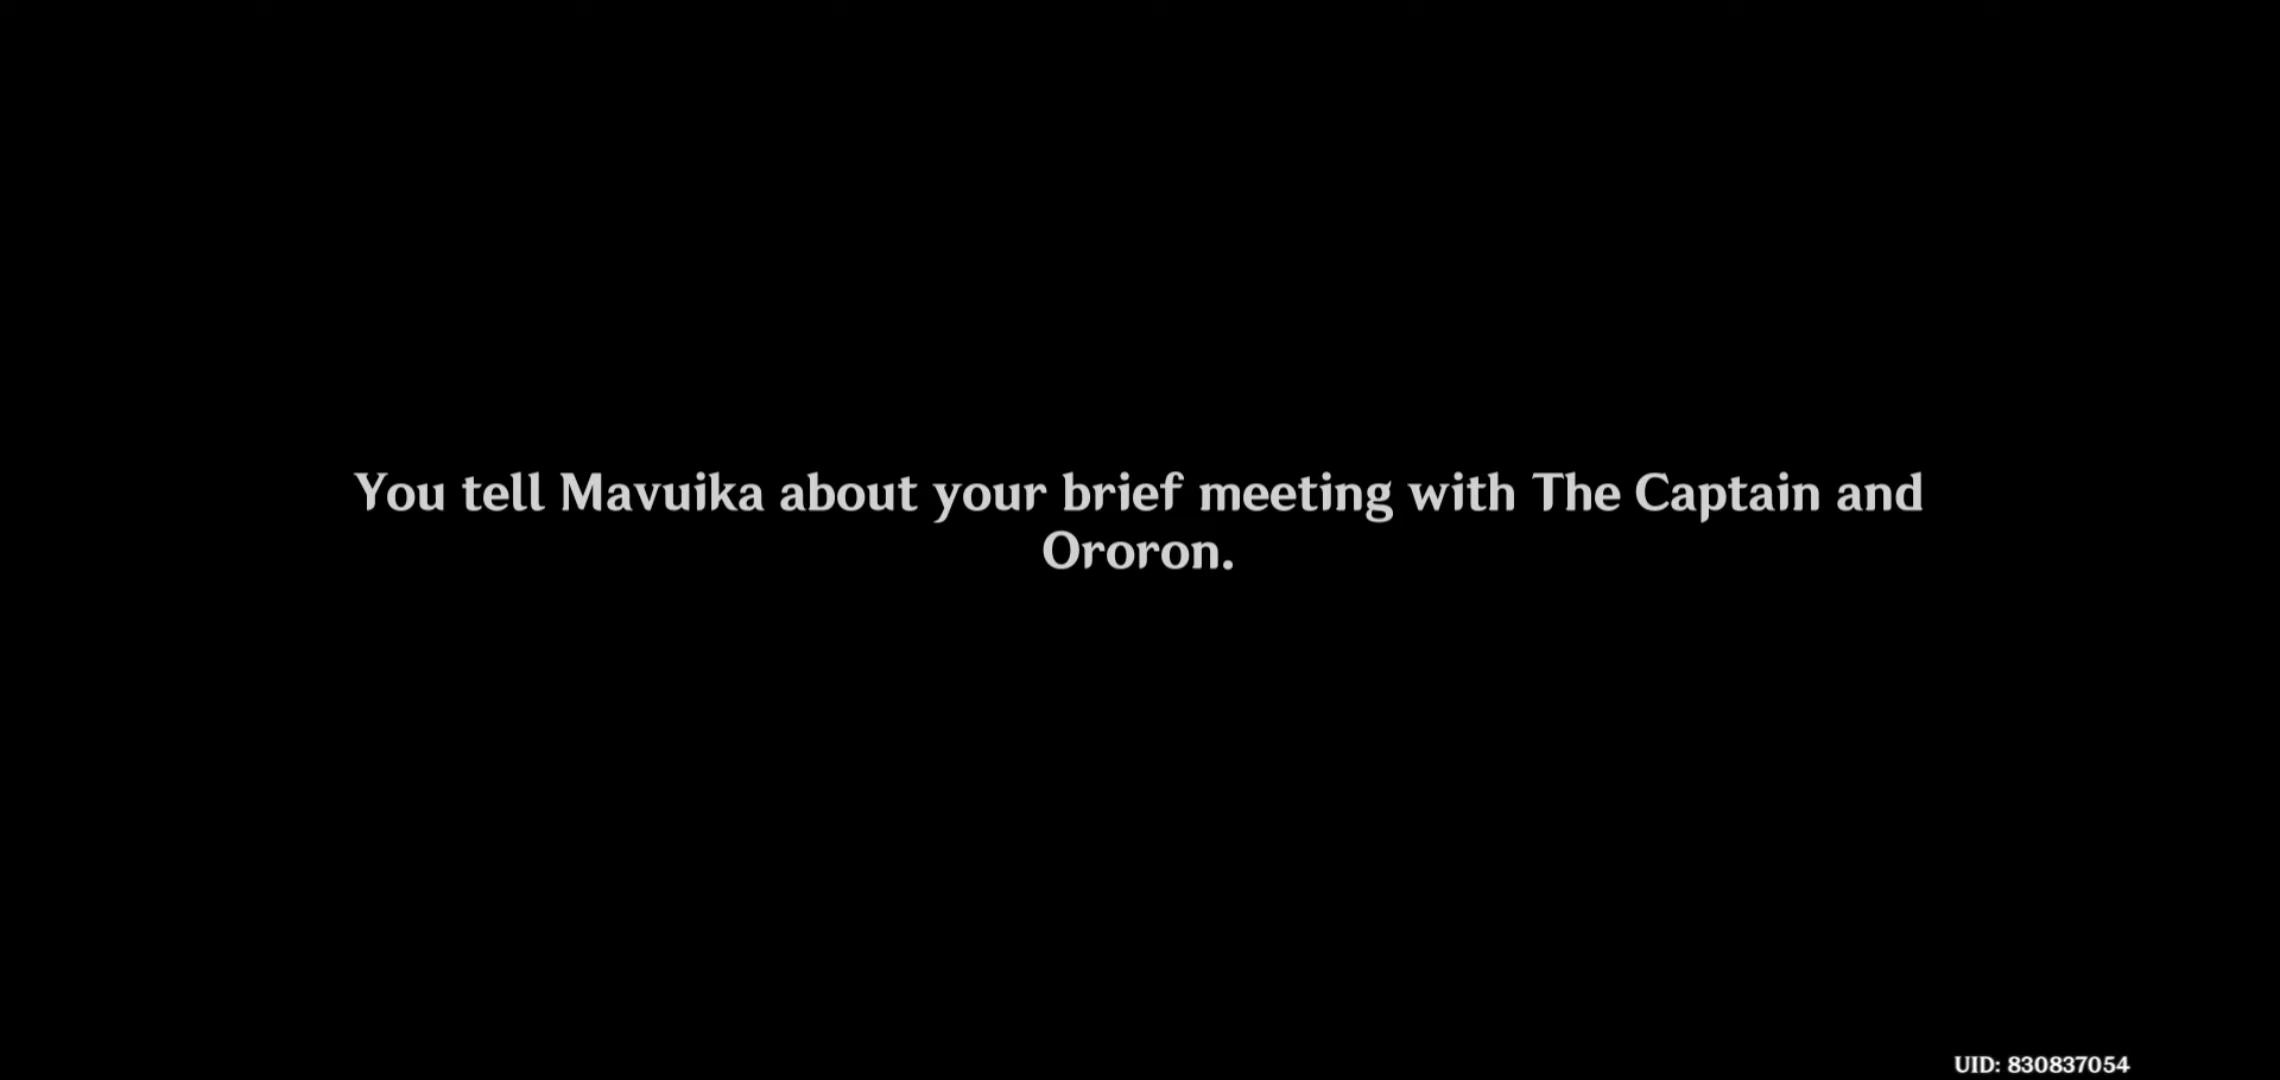 You tell Mavuika about your brief meeting with The Captain and
Ororon.
UID: 830837054